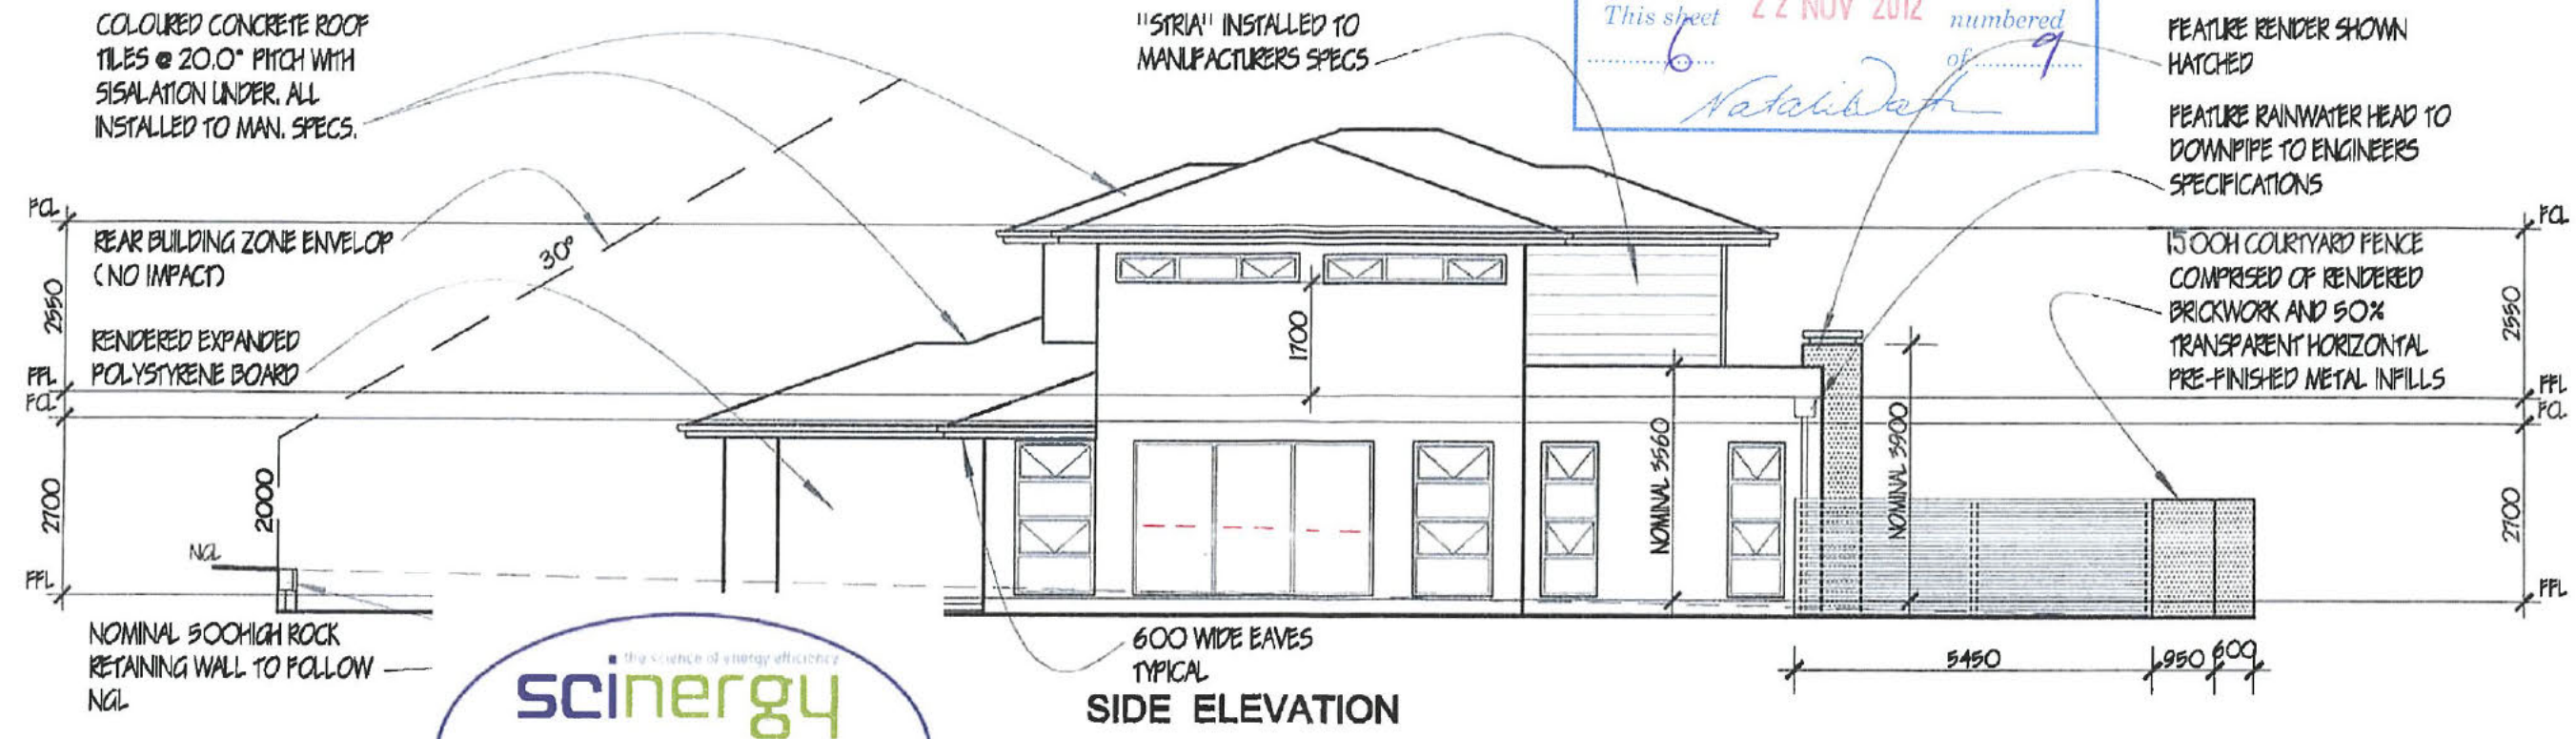 COLOURED CONCRETE ROOF
TILES @ 20.0° PITCH WITH
SISALATION UNDER. ALL
INSTALLED TO MAN. SPECS.
"STRIA" INSTALLED TO
MANUFACTURERS SPECS
This sheet 22 NOV 2012 numbered
6 of 9
FEATURE RENDER SHOWN
HATCHED
FEATURE RAINWATER HEAD TO
DOWNPIPE TO ENGINEERS
SPECIFICATIONS
FCL
FCL
REAR BUILDING ZONE ENVELOP
(NO IMPACT)
30°
1500H COURTYARD FENCE
COMPRISED OF RENDERED
BRICKWORK AND 50%
TRANSPARENT HORIZONTAL
PRE-FINISHED METAL INFILLS
2550
2550
1700
RENDERED EXPANDED
POLYSTYRENE BOARD
FFL
FCL
FFL
FCL
2700
2000
NOMINAL 3560
NOMINAL 3900
2700
NGL
FFL
FFL
NOMINAL 500HIGH ROCK
RETAINING WALL TO FOLLOW
NGL
600 WIDE EAVES
TYPICAL
5450
950
600
the science of energy efficiency
scinergy
SIDE ELEVATION